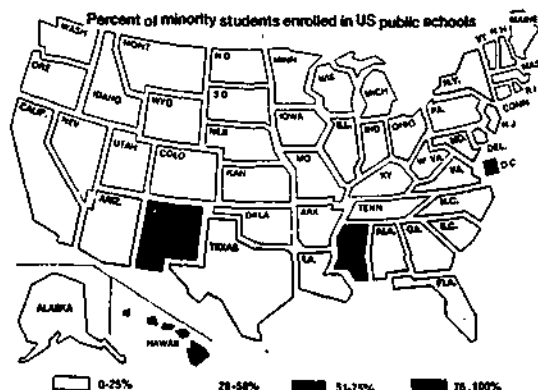 Percent of minority students enrolled in US public schools
WASH
MONT
N D
MINN
VT
N H
MAINE
ORE
IDAHO
WYO
S D
WIS
MICH
N.Y.
MASS
R I
CONN
N J
CALIF.
NEV
UTAH
COLO
NEB
IOWA
ILL
IND
OHIO
PA.
MD.
DEL.
D C
KAN
MO
KY
W VA.
VA.
ARIZ.
OKLA
ARK
TENN
N.C.
S.C.
TEXAS
LA.
ALA.
GA.
FLA.
ALASKA
HAWAII
0-25%
26-50%
51-75%
76-100%